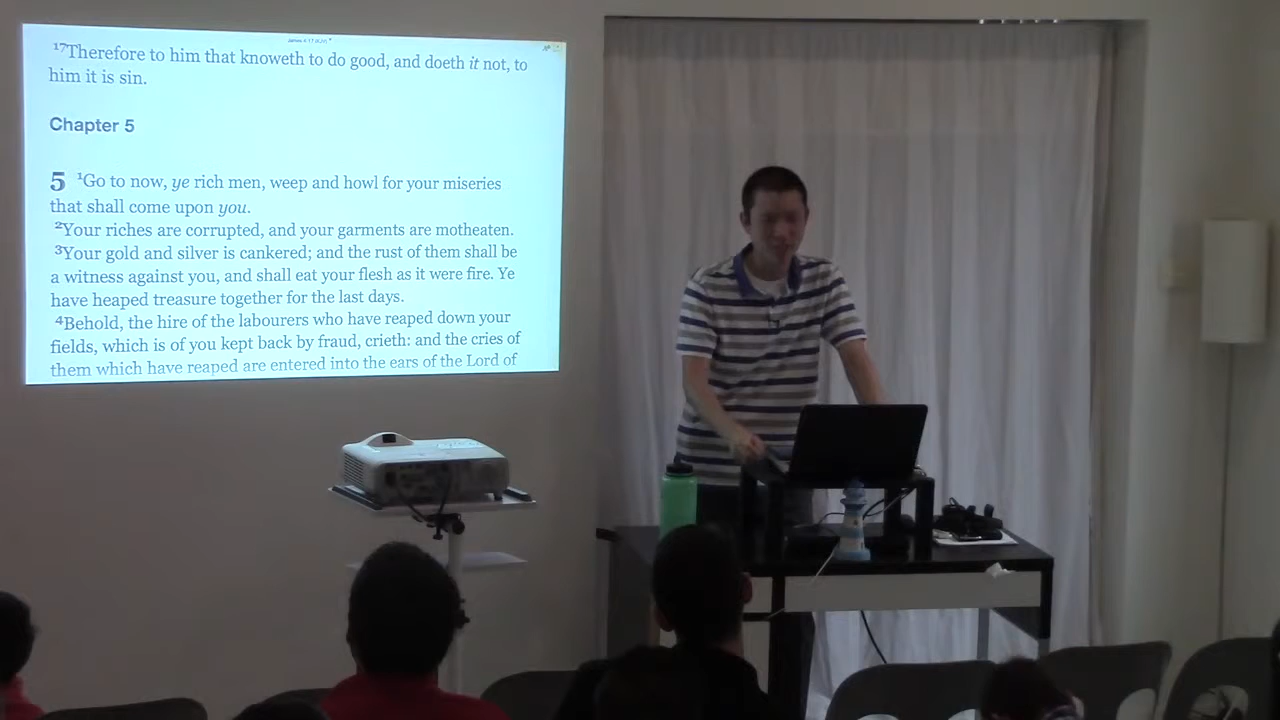 James 4:17 (KJV)
17Therefore to him that knoweth to do good, and doeth it not, to
him it is sin.
Chapter 5
5 1Go to now, ye rich men, weep and howl for your miseries
that shall come upon you.
2Your riches are corrupted, and your garments are motheaten.
3Your gold and silver is cankered; and the rust of them shall be
a witness against you, and shall eat your flesh as it were fire. Ye
have heaped treasure together for the last days.
4Behold, the hire of the labourers who have reaped down your
fields, which is of you kept back by fraud, crieth: and the cries of
them which have reaped are entered into the ears of the Lord of